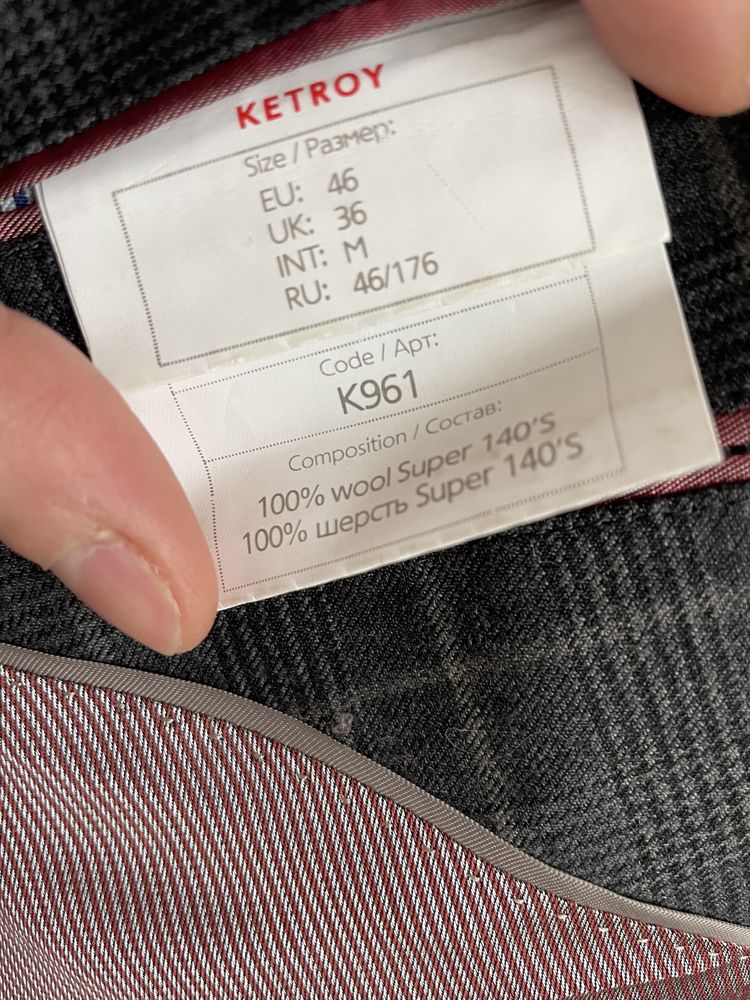 KETROY
Size / Размер:
EU: 46
UK: 36
INT: M
RU: 46/176
Code / Арт:
K961
Composition / Состав:
100% wool Super 140'S
100% шерсть Super 140'S